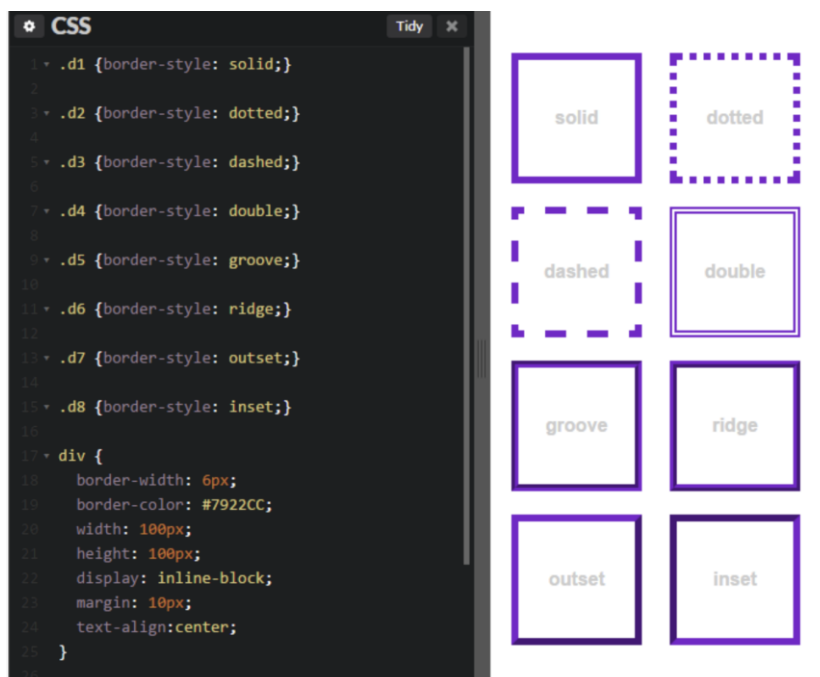 CSS
Tidy
1 .d1 {border-style: solid;}
2
3 .d2 {border-style: dotted;}
4
5 .d3 {border-style: dashed;}
6
7 .d4 {border-style: double;}
8
9 .d5 {border-style: groove;}
10
11 .d6 {border-style: ridge;}
12
13 .d7 {border-style: outset;}
14
15 .d8 {border-style: inset;}
16
17 div {
18 border-width: 6px;
19 border-color: #7922CC;
20 width: 100px;
21 height: 100px;
22 display: inline-block;
23 margin: 10px;
24 text-align:center;
25 }
26
solid
dotted
dashed
double
groove
ridge
outset
inset